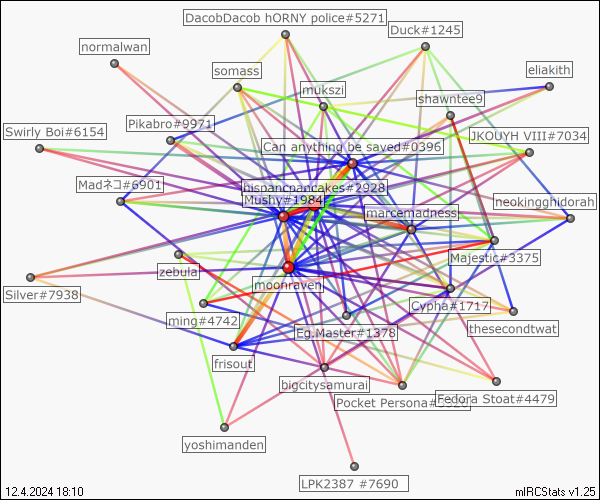 DacobDacob hORNY police#5271
Duck#1245
normalwan
somass
eliakith
mukszi
shawntee9
Pikabro#9971
Swirly Boi#6154
JKOUYH VIII#7034
Can anything be saved#0396
Madネコ#6901
hispancpancakes#2928
Mushy#1984
neokingghidorah
marcemadness
Majestic#3375
zebula
moonraven
Silver#7938
Cypha#1717
ming#4742
Eg.Master#1378
thesecondtwat
frisout
bigcitysamurai
Pocket Persona
Fedora Stoat#4479
yoshimanden
LPK2387 #7690
12.4.2024 18:10
mIRCStats v1.25